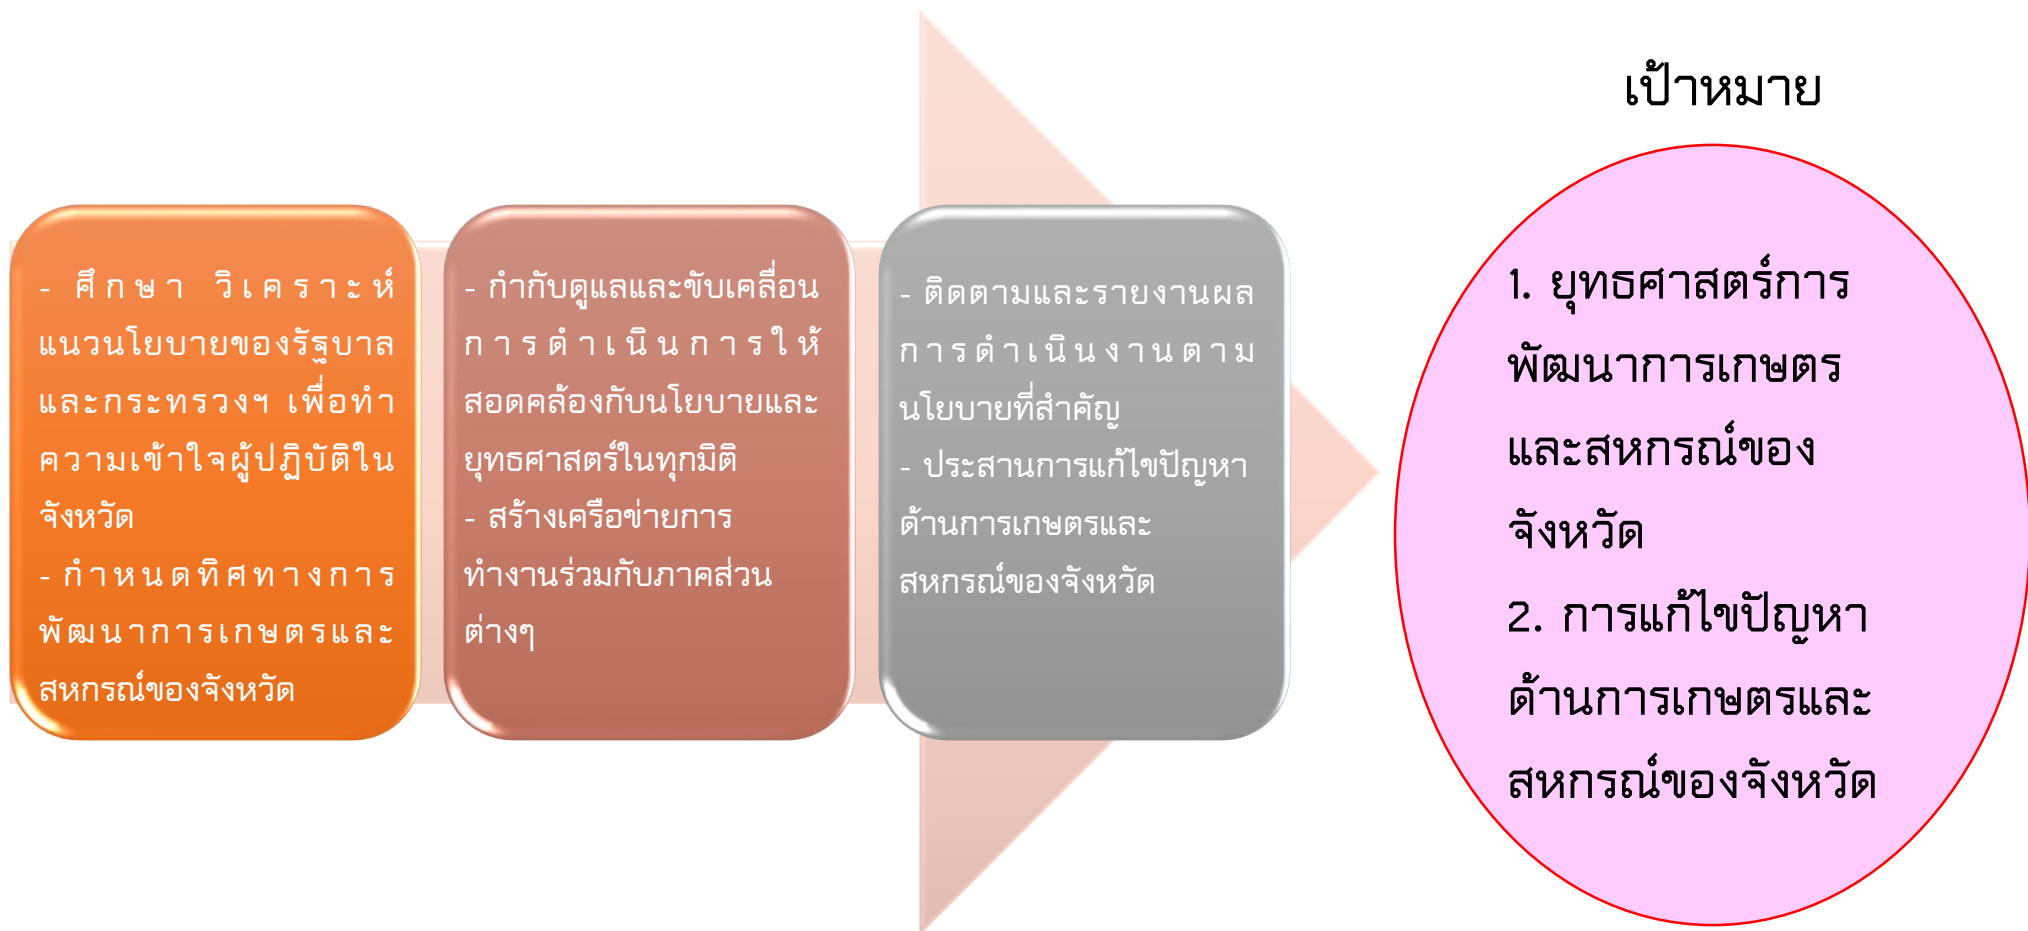 - ศึกษา วิเคราะห์
แนวนโยบายของรัฐบาล
และกระทรวงฯ เพื่อทำ
ความเข้าใจผู้ปฏิบัติใน
จังหวัด
- กำหนดทิศทางการ
พัฒนาการเกษตรและ
สหกรณ์ของจังหวัด
- กำกับดูแลและขับเคลื่อน
การดำเนินการให้
สอดคล้องกับนโยบายและ
ยุทธศาสตร์ในทุกมิติ
- สร้างเครือข่ายการ
ทำงานร่วมกับภาคส่วน
ต่างๆ
- ติดตามและรายงานผล
การดำเนินงานตาม
นโยบายที่สำคัญ
- ประสานการแก้ไขปัญหา
ด้านการเกษตรและ
สหกรณ์ของจังหวัด
เป้าหมาย
1. ยุทธศาสตร์การ
พัฒนาการเกษตร
และสหกรณ์ของ
จังหวัด
2. การแก้ไขปัญหา
ด้านการเกษตรและ
สหกรณ์ของจังหวัด